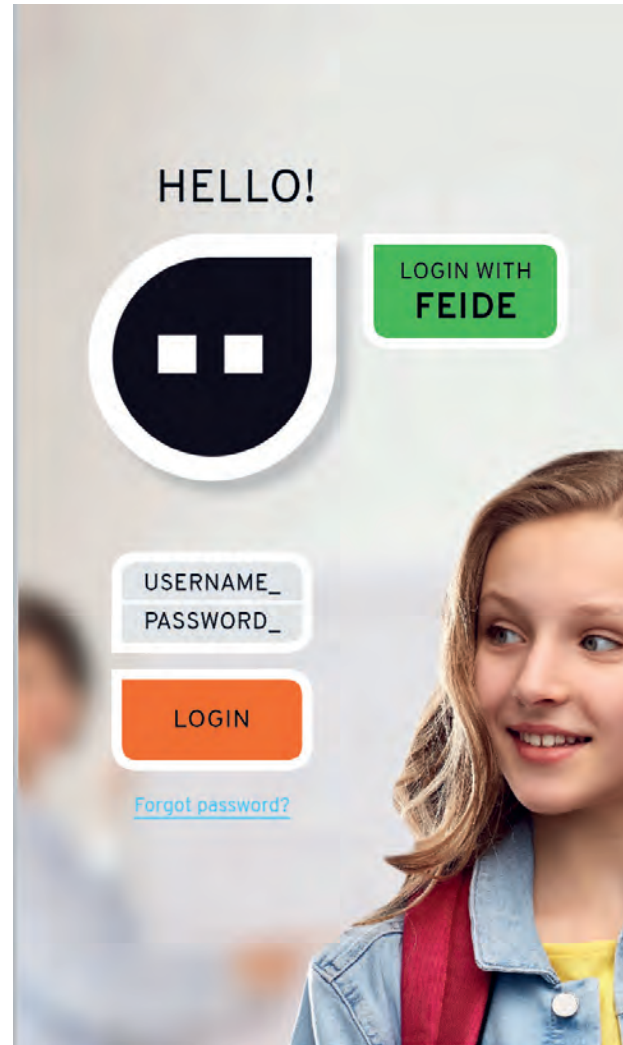 HELLO!
LOGIN WITH
FEIDE
USERNAME_
PASSWORD_
LOGIN
Forgot password?